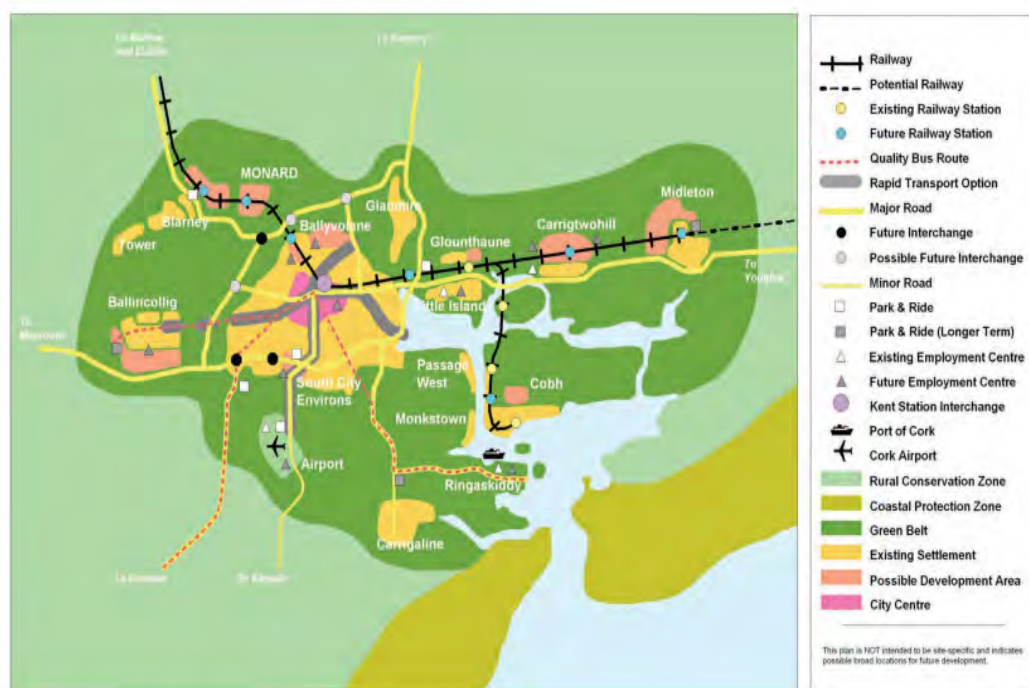 MONARD
Blarney
Tower
Ballyvolane
Glanmire
Glounthaune
Carrigtwohill
Midleton
To
Little Island
Ballincollig
To
South City
Environs
Passage
West
Monkstown
Cobh
Airport
Ringaskiddy
Carrigaline
Railway
Potential Railway
Existing Railway Station
Future Railway Station
Quality Bus Route
Rapid Transport Option
Major Road
Future Interchange
Possible Future Interchange
Minor Road
Park & Ride
Park & Ride (Longer Term)
Existing Employment Centre
Future Employment Centre
Kent Station Interchange
Port of Cork
Cork Airport
Rural Conservation Zone
Coastal Protection Zone
Green Belt
Existing Settlement
Possible Development Area
City Centre
This plan is NOT intended to be site-specific and indicates
possible broad locations for future development.